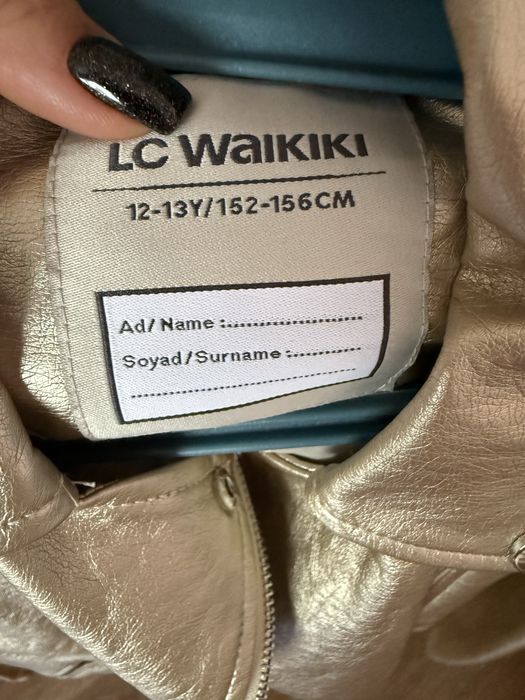 LC WaIKIKI
12-13Y/152-156CM
Ad/Name :......................
Soyad/Surname :............
..........................................